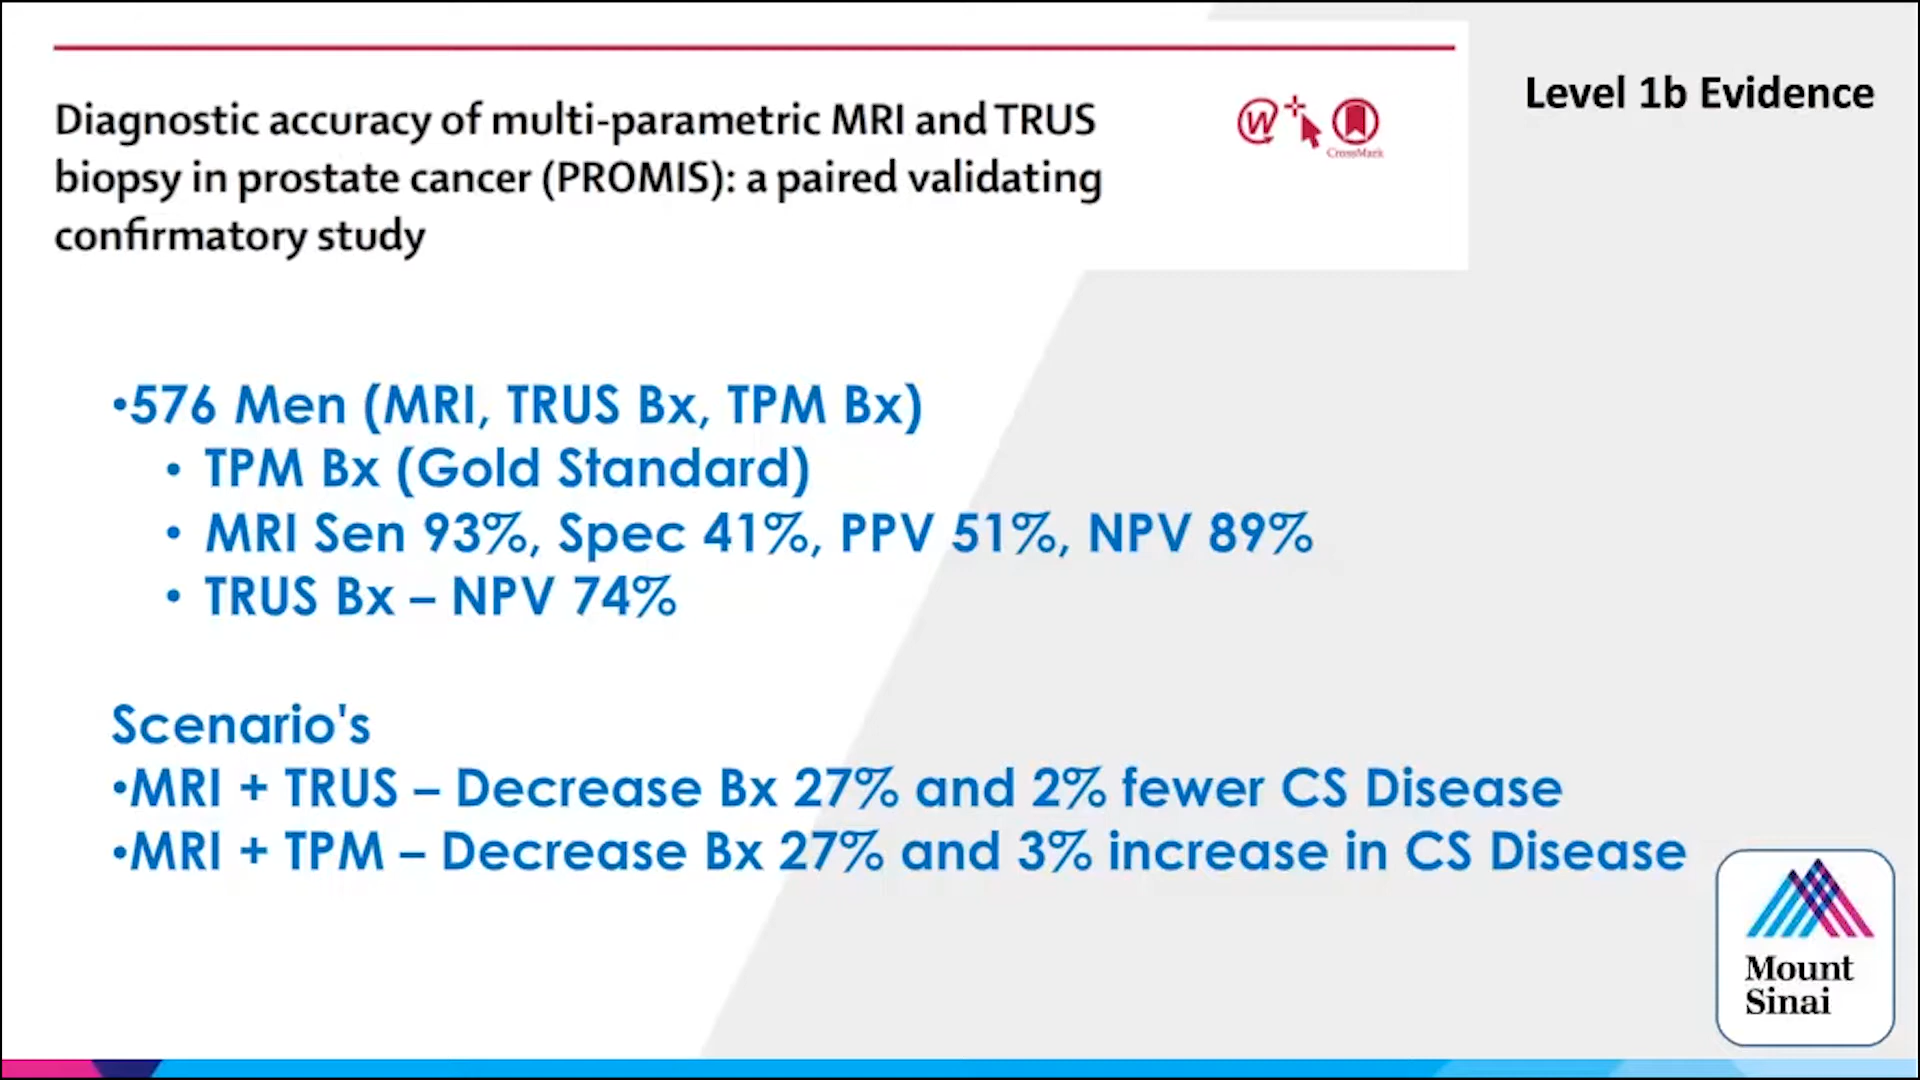 Level 1b Evidence
Diagnostic accuracy of multi-parametric MRI and TRUS
biopsy in prostate cancer (PROMIS): a paired validating
confirmatory study
CrossMark
•576 Men (MRI, TRUS Bx, TPM Bx)
• TPM Bx (Gold Standard)
• MRI Sen 93%, Spec 41%, PPV 51%, NPV 89%
• TRUS Bx – NPV 74%
Scenario's
•MRI + TRUS – Decrease Bx 27% and 2% fewer CS Disease
•MRI + TPM – Decrease Bx 27% and 3% increase in CS Disease
Mount
Sinai